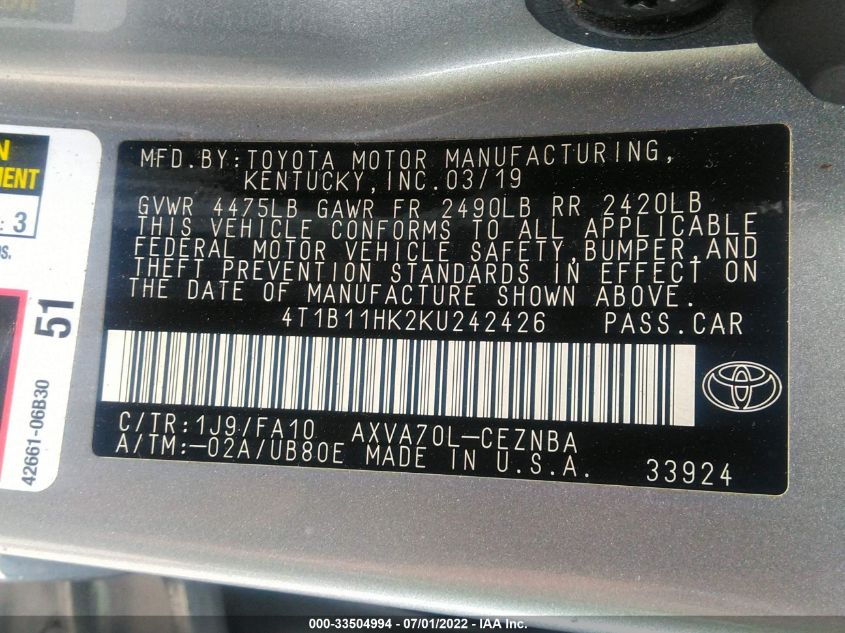 N
EMENT
: 3
OS.
51
42661-06B30
MFD.BY:TOYOTA MOTOR MANUFACTURING,
KENTUCKY,INC.03/19
GVWR 4475LB GAWR FR 2490LB RR 2420LB
THIS VEHICLE CONFORMS TO ALL APPLICABLE
FEDERAL MOTOR VEHICLE SAFETY,BUMPER,AND
THEFT PREVENTION STANDARDS IN EFFECT ON
THE DATE OF MANUFACTURE SHOWN ABOVE.
4T1B11HK2KU242426 PASS.CAR
C/TR:1J9/FA10 AXVA70L-CEZNBA
A/TM:-02A/UB80E MADE IN U.S.A. 33924
000-33504994 - 07/01/2022 - IAA Inc.